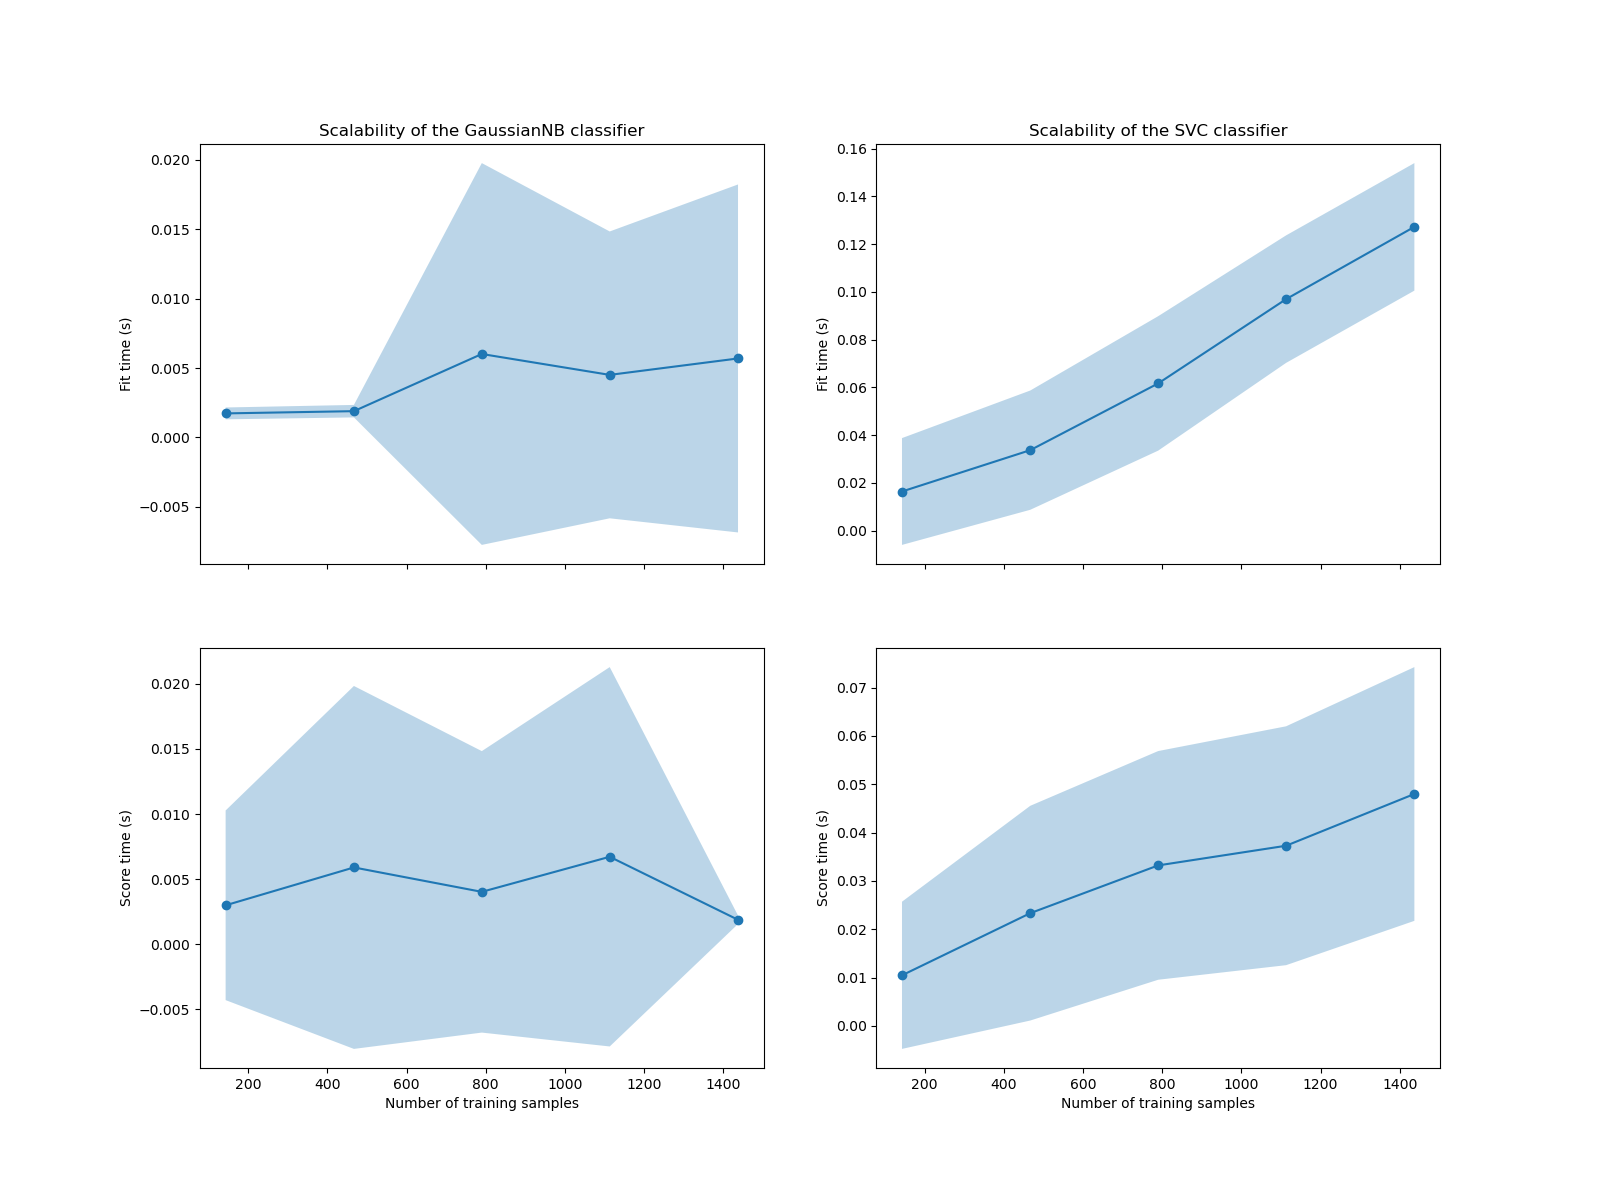 Scalability of the GaussianNB classifier
0.020
0.015
0.010
0.005
0.000
−0.005
Fit time (s)
Scalability of the SVC classifier
0.16
0.14
0.12
0.10
0.08
0.06
0.04
0.02
0.00
Fit time (s)
0.020
0.015
0.010
0.005
0.000
−0.005
Score time (s)
200 400 600 800 1000 1200 1400
Number of training samples
0.07
0.06
0.05
0.04
0.03
0.02
0.01
0.00
Score time (s)
200 400 600 800 1000 1200 1400
Number of training samples